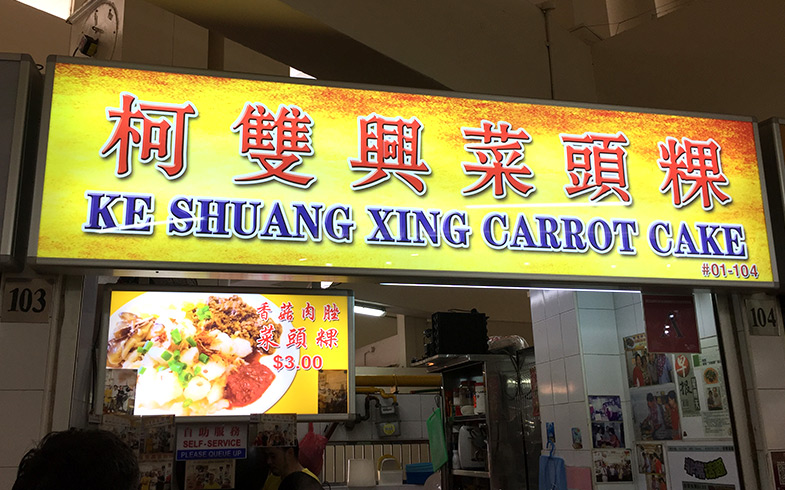 柯雙興菜頭粿
KE SHUANG XING CARROT CAKE
#01-104
103
香菇肉脞
菜頭粿
$3.00
104
自助服務
SELF-SERVICE
PLEASE QUEUE UP